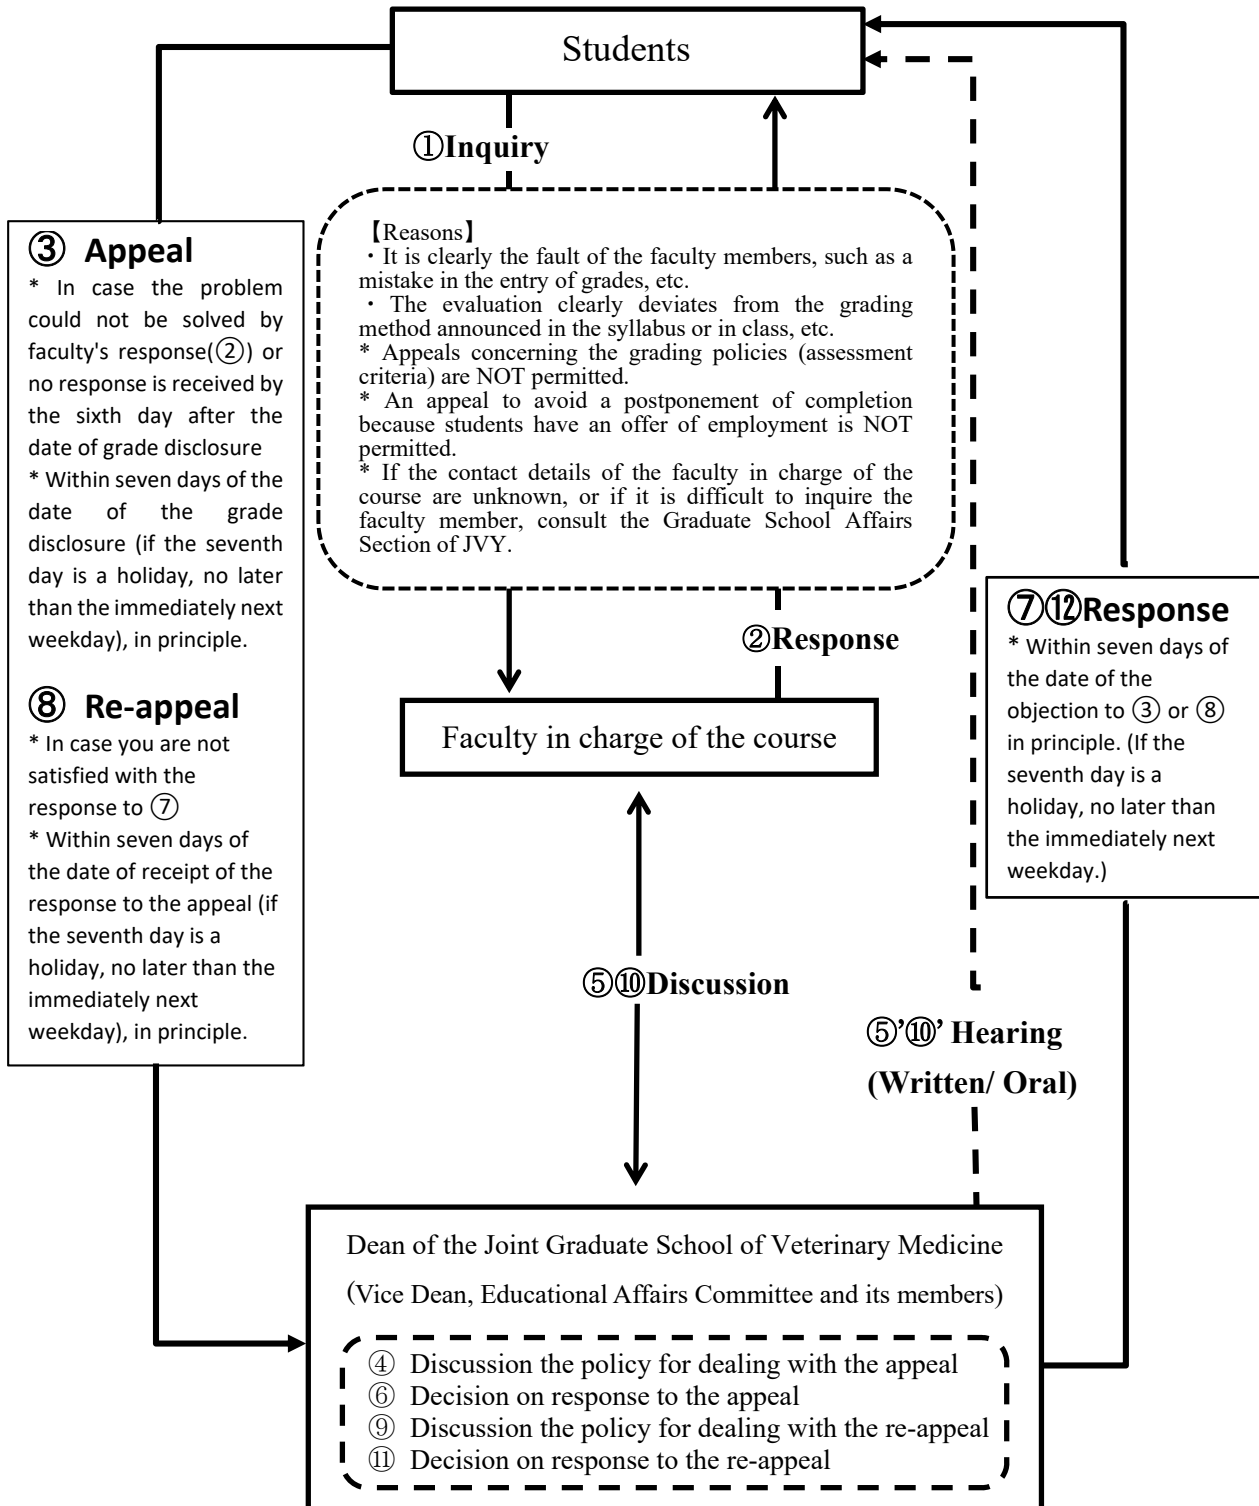 Students
①Inquiry
③ Appeal
* In case the problem
could not be solved by
faculty's response(②) or
no response is received by
the sixth day after the
date of grade disclosure
* Within seven days of the
date of the grade
disclosure (if the seventh
day is a holiday, no later
than the immediately next
weekday), in principle.
⑧ Re-appeal
* In case you are not
satisfied with the
response to ⑦
* Within seven days of
the date of receipt of the
response to the appeal (if
the seventh day is a
holiday, no later than the
immediately next
weekday), in principle.
【Reasons】
・It is clearly the fault of the faculty members, such as a
mistake in the entry of grades, etc.
・The evaluation clearly deviates from the grading
method announced in the syllabus or in class, etc.
* Appeals concerning the grading policies (assessment
criteria) are NOT permitted.
* An appeal to avoid a postponement of completion
because students have an offer of employment is NOT
permitted.
* If the contact details of the faculty in charge of the
course are unknown, or if it is difficult to inquire the
faculty member, consult the Graduate School Affairs
Section of JVY.
②Response
Faculty in charge of the course
⑦⑫Response
* Within seven days of
the date of the
objection to ③ or ⑧
in principle. (If the
seventh day is a
holiday, no later than
the immediately next
weekday.)
⑤⑩Discussion
⑤’⑩’ Hearing
(Written/ Oral)
Dean of the Joint Graduate School of Veterinary Medicine
(Vice Dean, Educational Affairs Committee and its members)
④ Discussion the policy for dealing with the appeal
⑥ Decision on response to the appeal
⑨ Discussion the policy for dealing with the re-appeal
⑪ Decision on response to the re-appeal